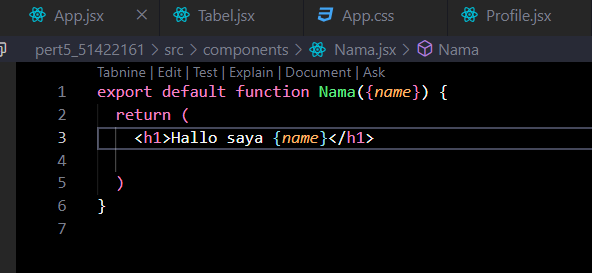 App.jsx Tabel.jsx App.css Profile.jsx
pert5_51422161 > src > components > Nama.jsx > Nama
Tabnine | Edit | Test | Explain | Document | Ask
1 export default function Nama({name}) {
2 return (
3 <h1>Hallo saya {name}</h1>
4
5 )
6 }
7